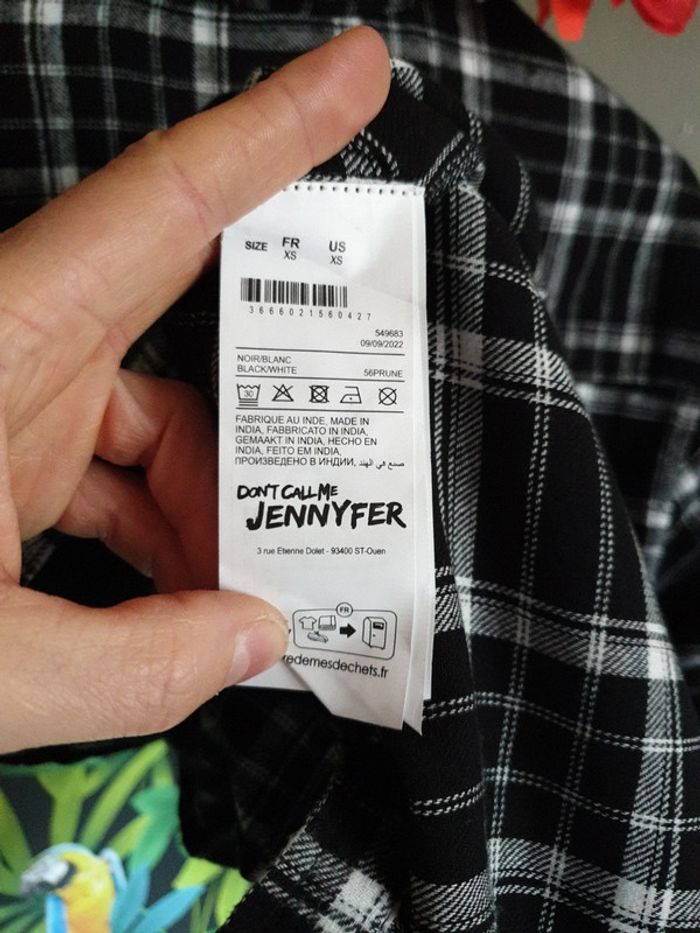 SIZE FR US
XS XS
3666021560427
549683
09/09/2022
NOIR/BLANC
BLACK/WHITE 56PRUNE
30
FABRIQUE AU INDE, MADE IN
INDIA, FABBRICATO IN INDIA,
GEMAAKT IN INDIA, HECHO EN
INDIA, FEITO EM INDIA,
ПРОИЗВЕДЕНО В ИНДИИ, صنع في الهند
DON'T CALL ME
JENNYFER
3 rue Etienne Dolet - 93400 ST-Ouen
FR
redemesdechets.fr